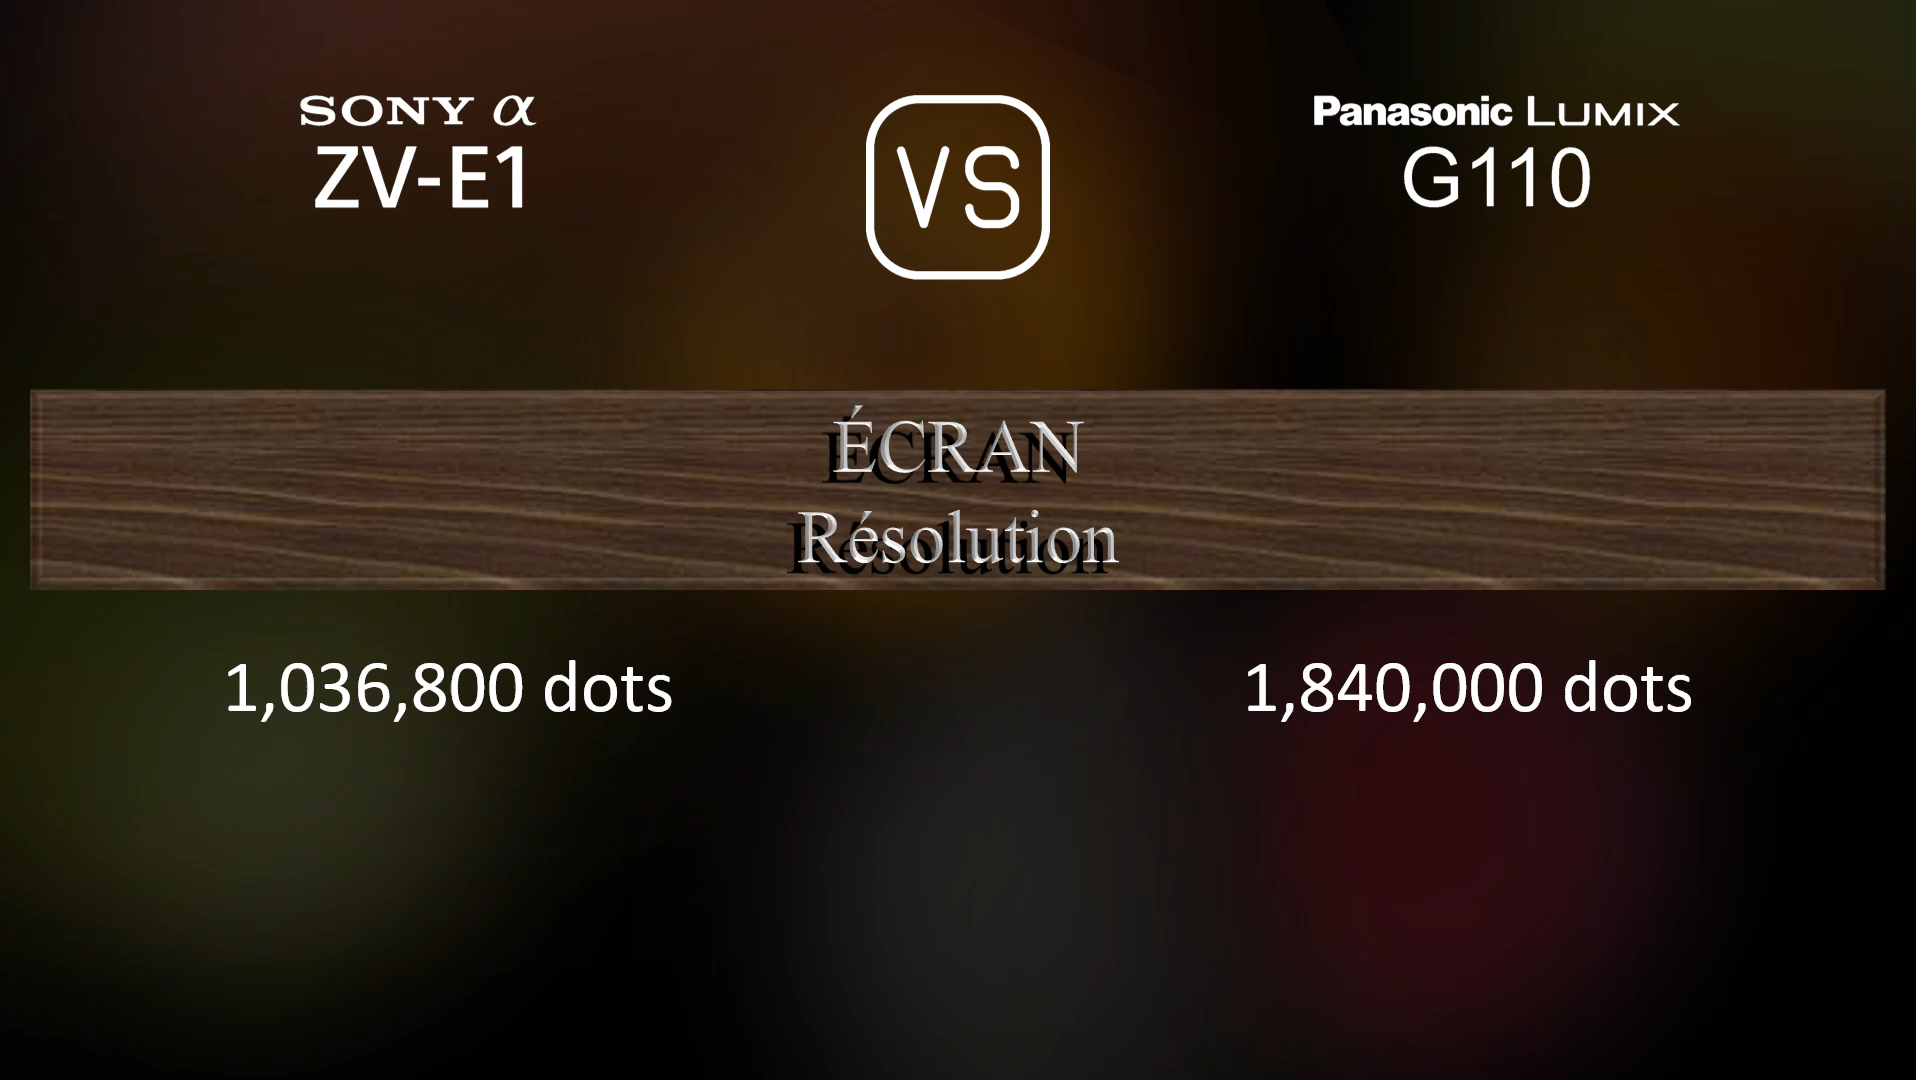 SONY α
ZV-E1
VS
Panasonic LUMIX
G110
ÉCRAN
Résolution
1,036,800 dots
1,840,000 dots